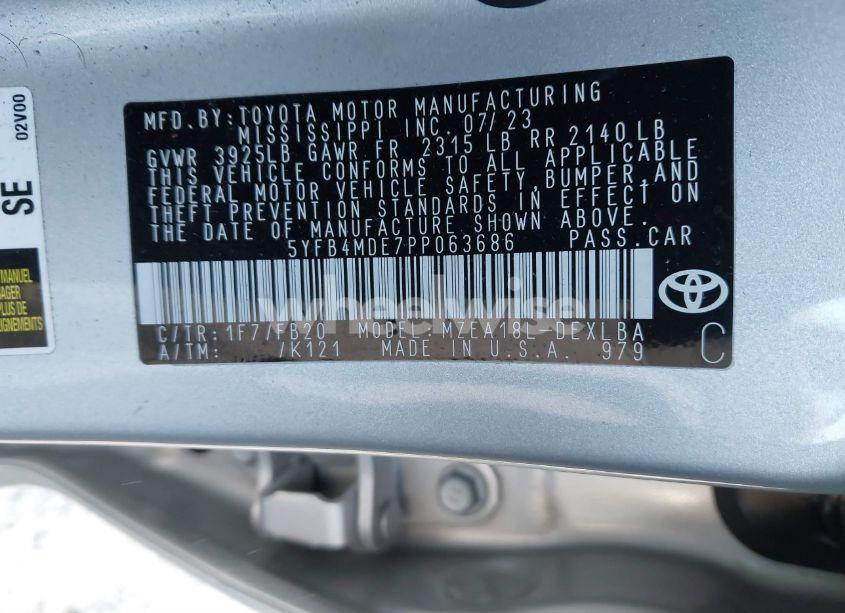 MFD.BY:TOYOTA MOTOR MANUFACTURING
MISSISSIPPI INC. 07/23
GVWR 3925LB GAWR FR 2315 LB RR 2140 LB
THIS VEHICLE CONFORMS TO ALL APPLICABLE
FEDERAL MOTOR VEHICLE SAFETY,BUMPER,AND
THEFT PREVENTION STANDARDS IN EFFECT ON
THE DATE OF MANUFACTURE SHOWN ABOVE.
5YFB4MDE7PP063686 PASS.CAR
wheelwise
C/TR: 1F7/FB20 MODEL: MZEA18L-DEXLBA
A/TM: /K121 MADE IN U.S.A. 979 C
SE 02V00